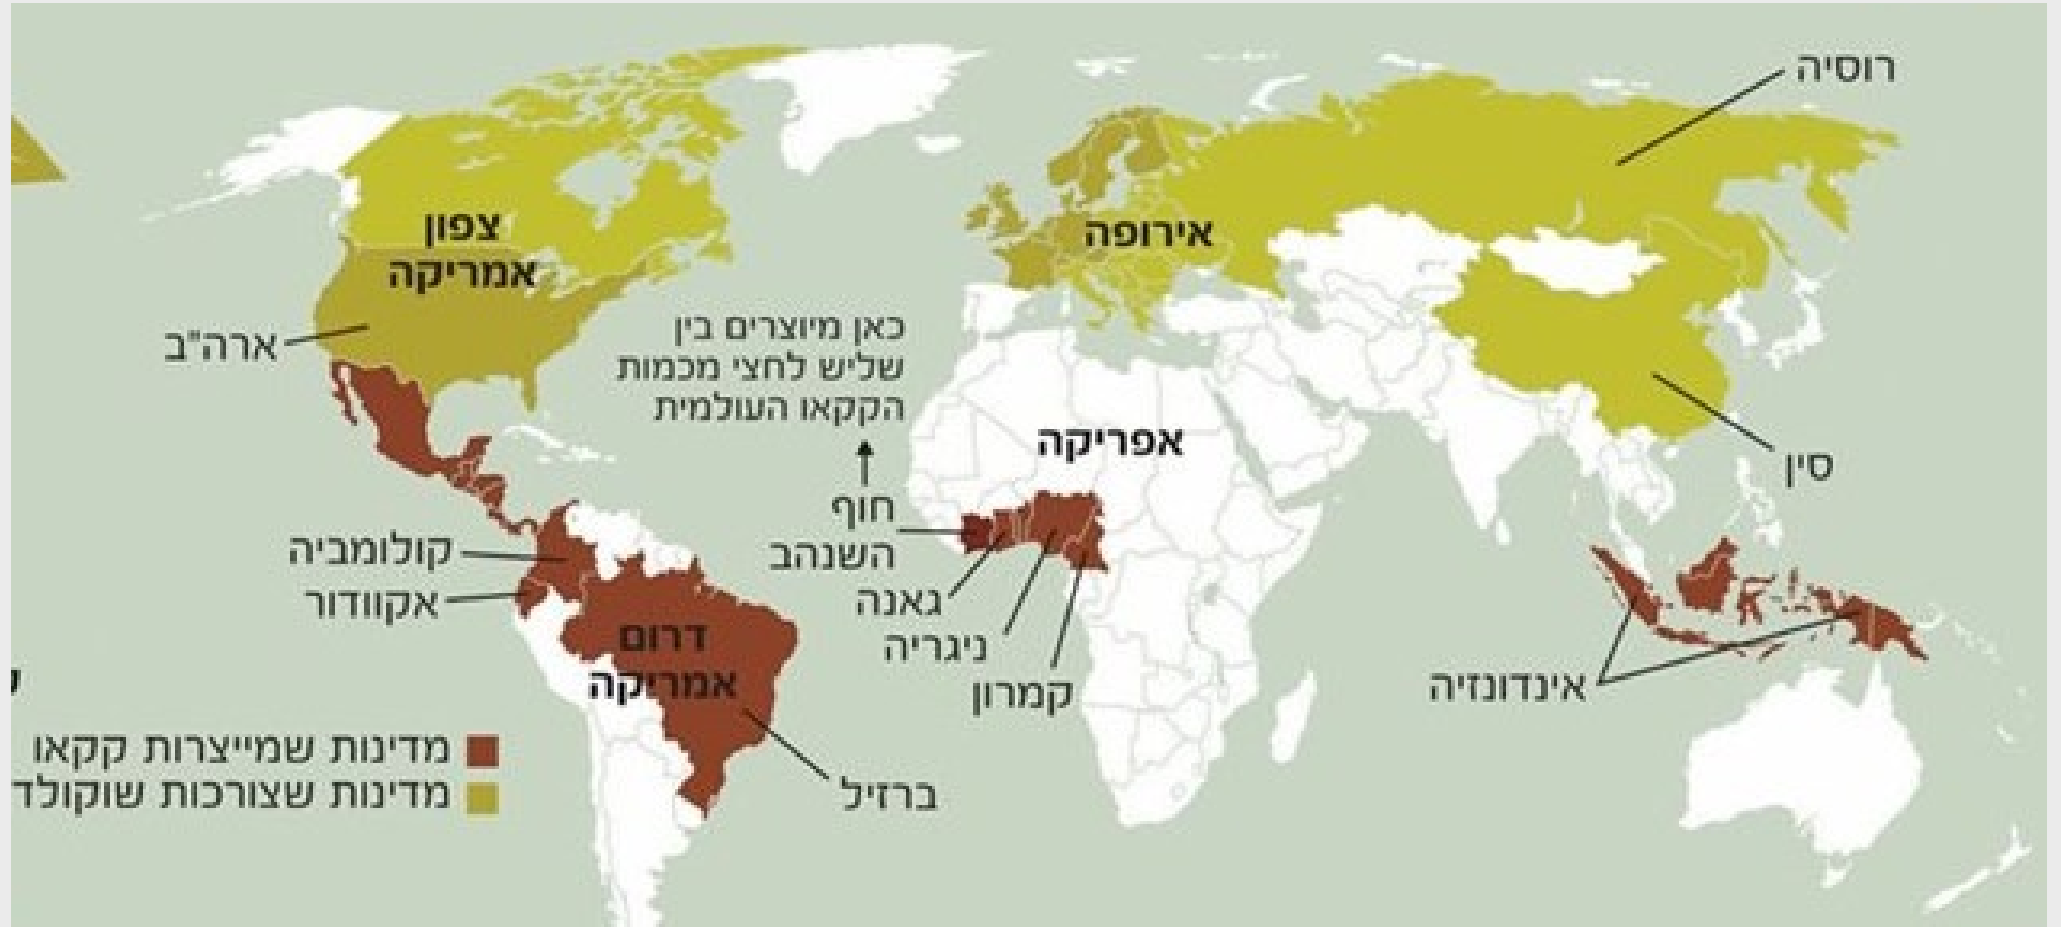 רוסיה
צפון
אמריקה
אירופה
ארה"ב
כאן מיוצרים בין
שליש לחצי מכמות
הקקאו העולמית
אפריקה
סין
חוף
השנהב
קולומביה
אקוודור
גאנה
ניגריה
קמרון
דרום
אמריקה
אינדונזיה
ברזיל
מדינות שמייצרות קקאו
מדינות שצורכות שוקולד